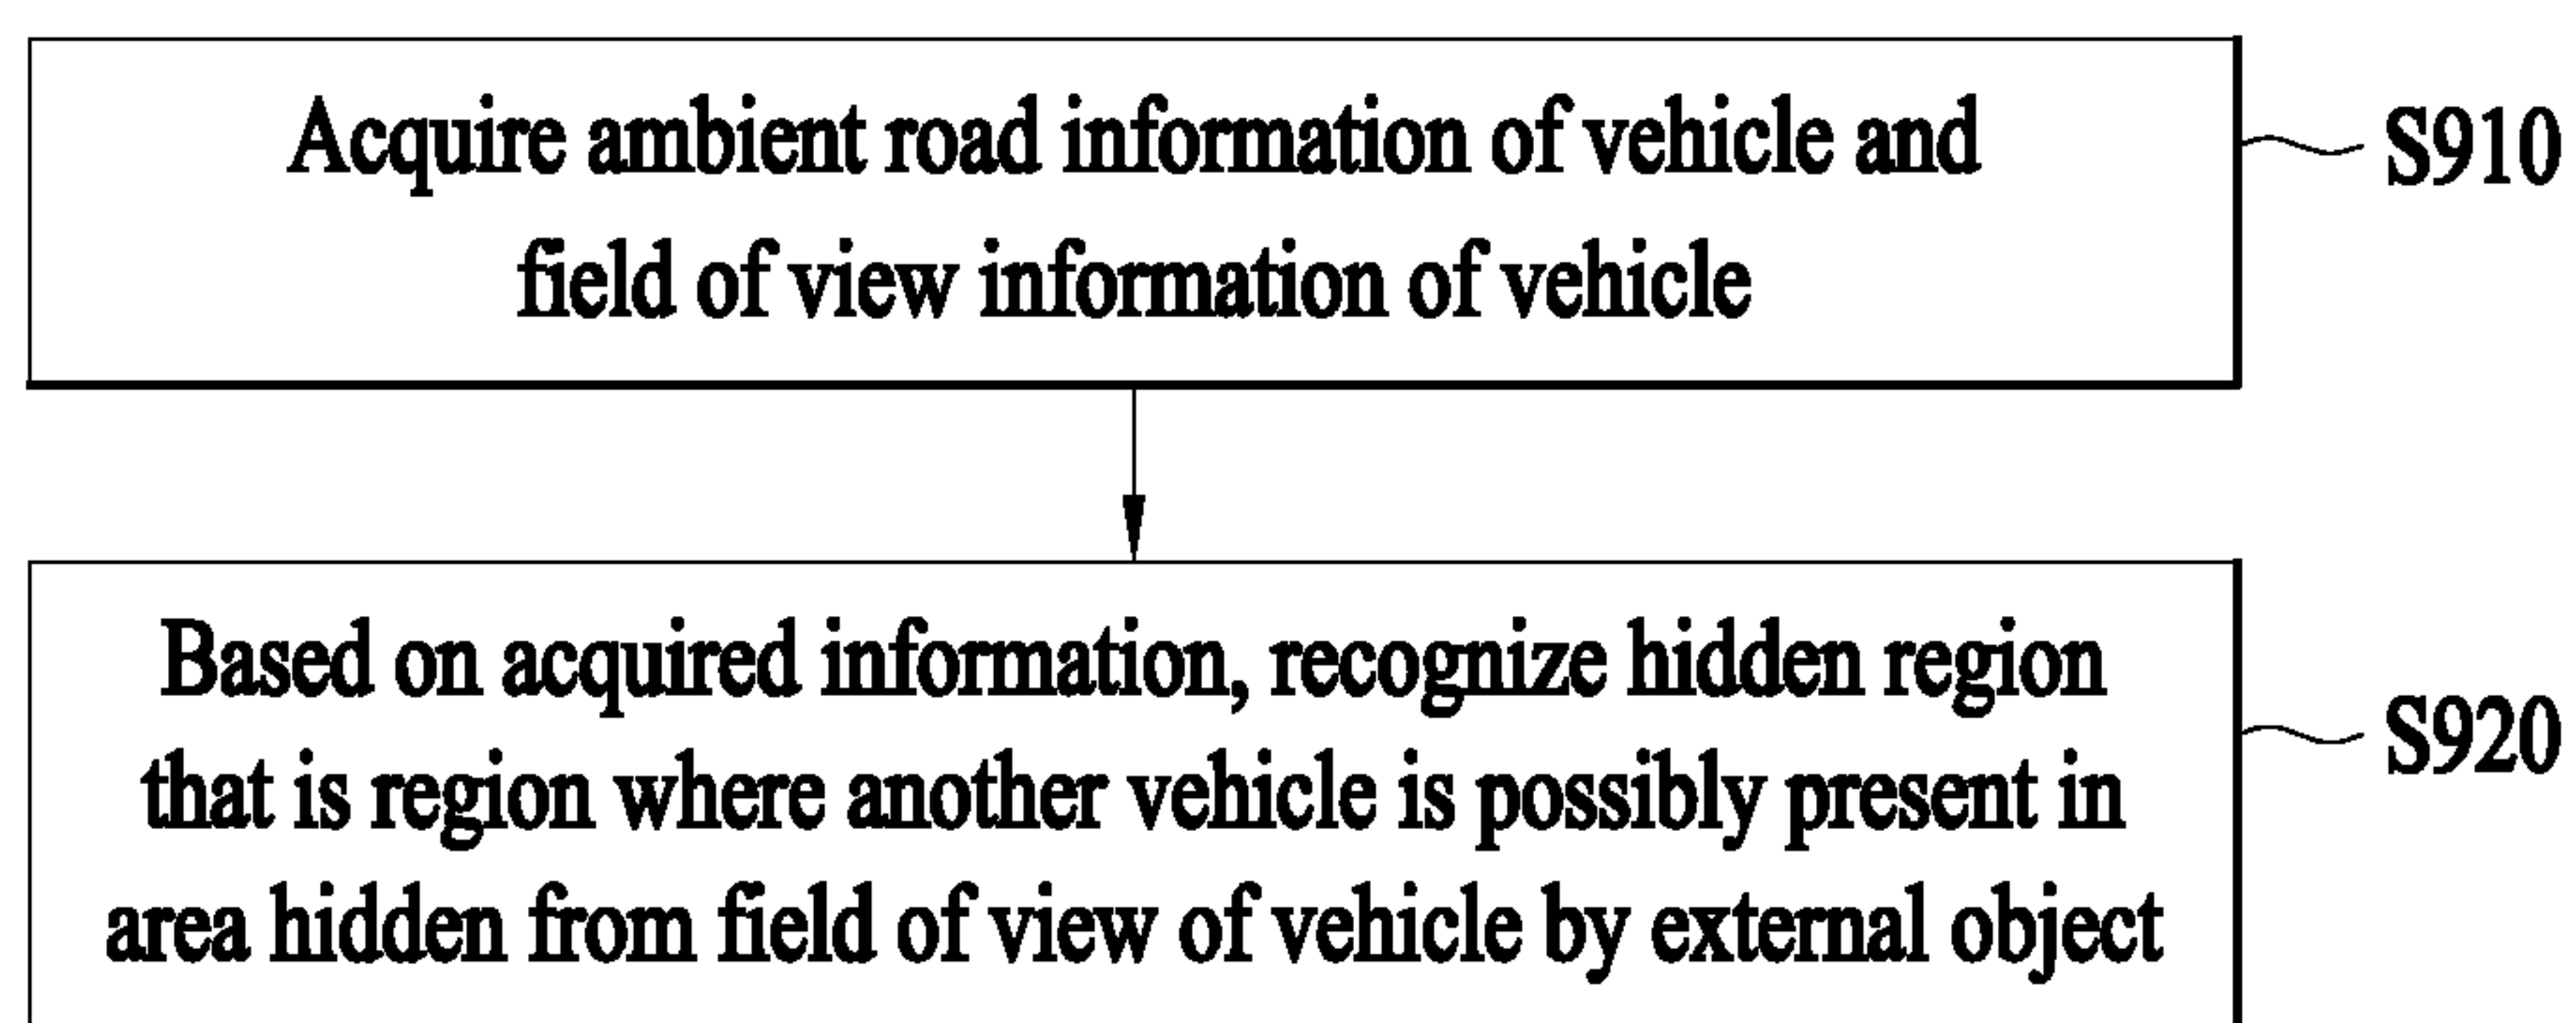 Acquire ambient road information of vehicle and
field of view information of vehicle
S910
Based on acquired information, recognize hidden region
that is region where another vehicle is possibly present in
area hidden from field of view of vehicle by external object
S920